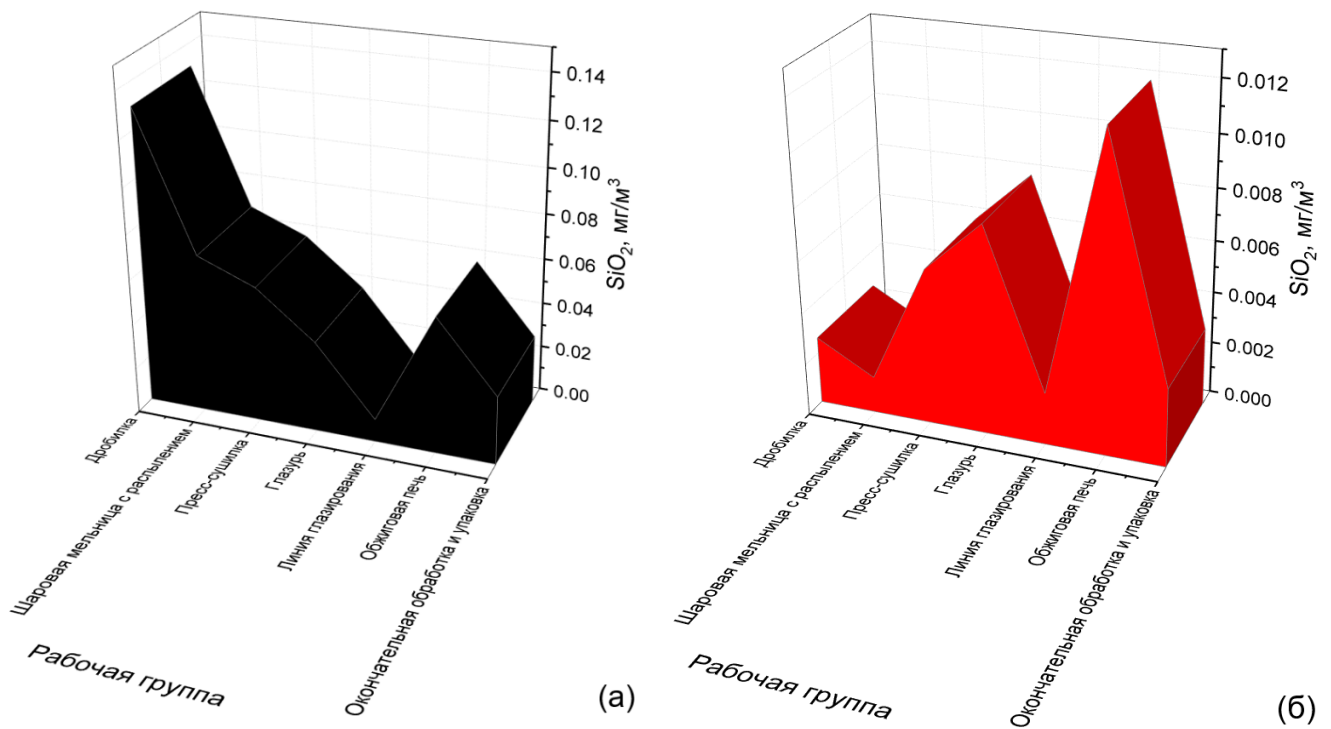 0.14
0.12
0.10
0.08
0.06
0.04
0.02
0.00
SiO₂, мг/м³
Дробилка
Шаровая мельница с распылением
Пресс-сушилка
Глазурь
Линия глазирования
Обжиговая печь
Окончательная обработка и упаковка
Рабочая группа
(а)
0.012
0.010
0.008
0.006
0.004
0.002
0.000
SiO₂, мг/м³
Дробилка
Шаровая мельница с распылением
Пресс-сушилка
Глазурь
Линия глазирования
Обжиговая печь
Окончательная обработка и упаковка
Рабочая группа
(б)